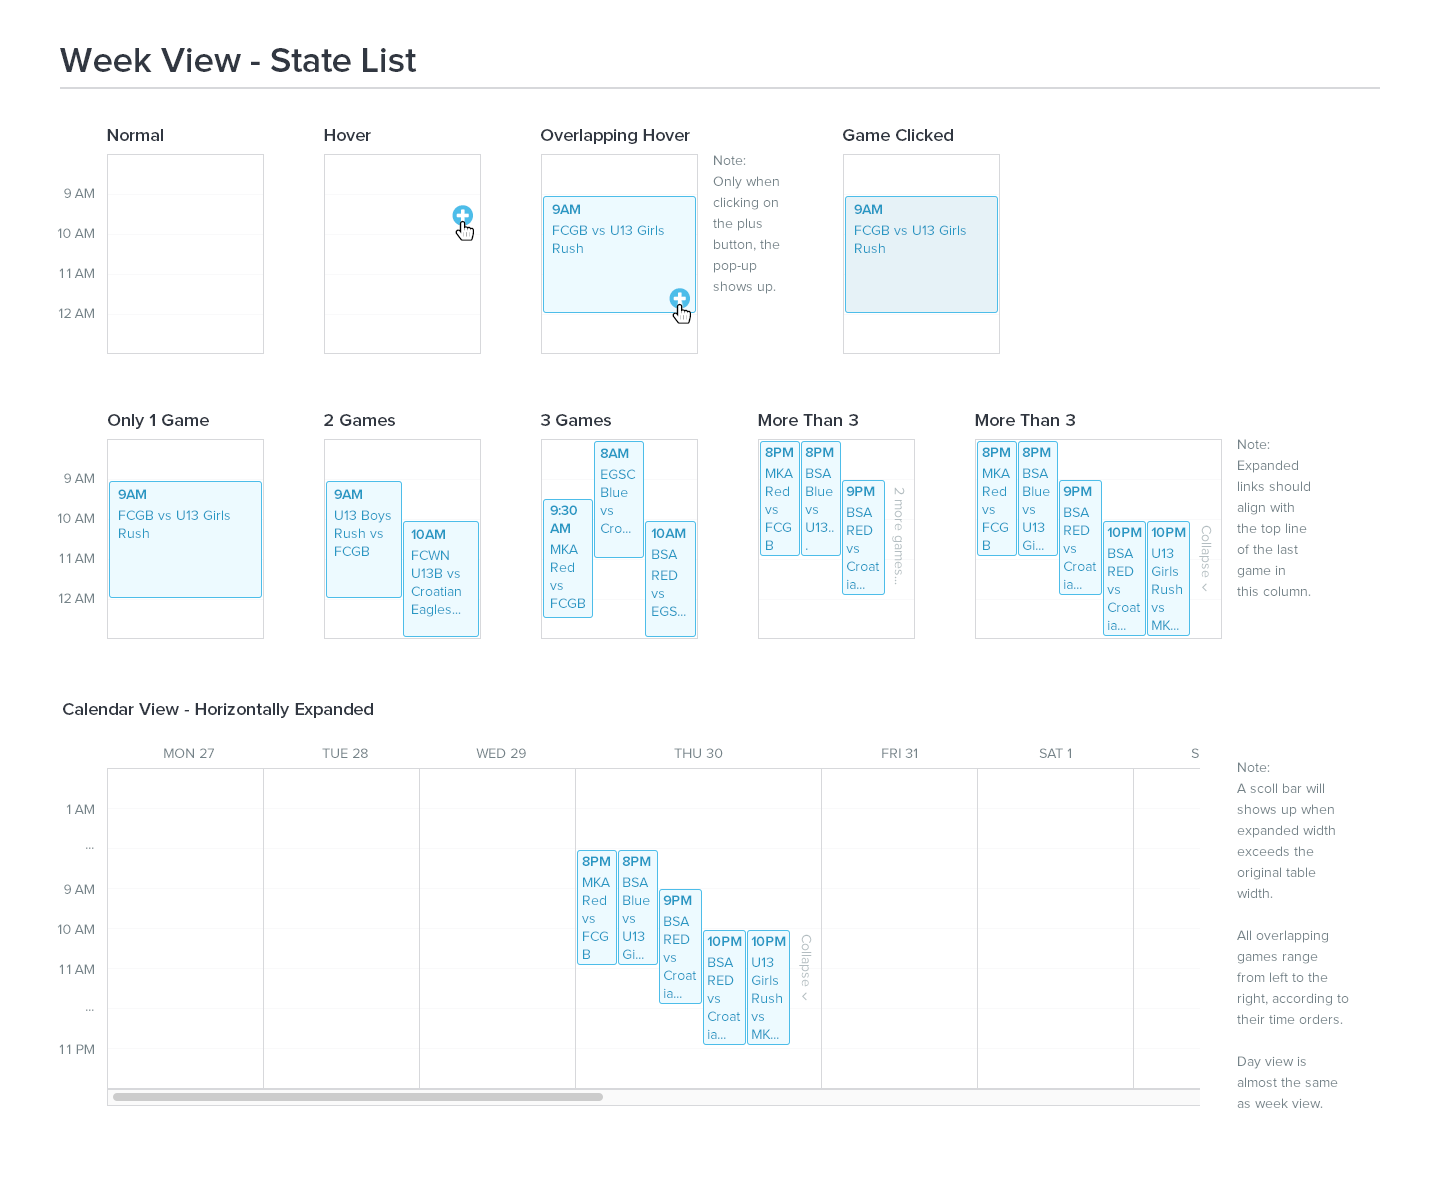 Week View - State List
Normal
Hover
Overlapping Hover
Game Clicked
9 AM
10 AM
11 AM
12 AM
9AM
FCGB vs U13 Girls
Rush
Note:
Only when
clicking on
the plus
button, the
pop-up
shows up.
9AM
FCGB vs U13 Girls
Rush
Only 1 Game
2 Games
3 Games
More Than 3
More Than 3
9 AM
10 AM
11 AM
12 AM
9AM
FCGB vs U13 Girls
Rush
9AM
U13 Boys
Rush vs
FCGB
10AM
FCWN
U13B vs
Croatian
Eagles...
9:30
AM
MKA
Red
vs
FCGB
8AM
EGSC
Blue
vs
Cro...
10AM
BSA
RED
vs
EGS...
8PM
MKA
Red
vs
FCG
B
8PM
BSA
Blue
vs
U13..
.
9PM
BSA
RED
vs
Croat
ia...
2 more games...
8PM
MKA
Red
vs
FCG
B
8PM
BSA
Blue
vs
U13
Gi...
9PM
BSA
RED
vs
Croat
ia...
10PM
BSA
RED
vs
Croat
ia...
10PM
U13
Girls
Rush
vs
MK...
Collapse <
Note:
Expanded
links should
align with
the top line
of the last
game in
this column.
Calendar View - Horizontally Expanded
MON 27
TUE 28
WED 29
THU 30
FRI 31
SAT 1
S
1 AM
...
9 AM
10 AM
11 AM
...
11 PM
8PM
MKA
Red
vs
FCG
B
8PM
BSA
Blue
vs
U13
Gi...
9PM
BSA
RED
vs
Croat
ia...
10PM
BSA
RED
vs
Croat
ia...
10PM
U13
Girls
Rush
vs
MK...
Collapse <
Note:
A scoll bar will
shows up when
expanded width
exceeds the
original table
width.
All overlapping
games range
from left to the
right, according to
their time orders.
Day view is
almost the same
as week view.